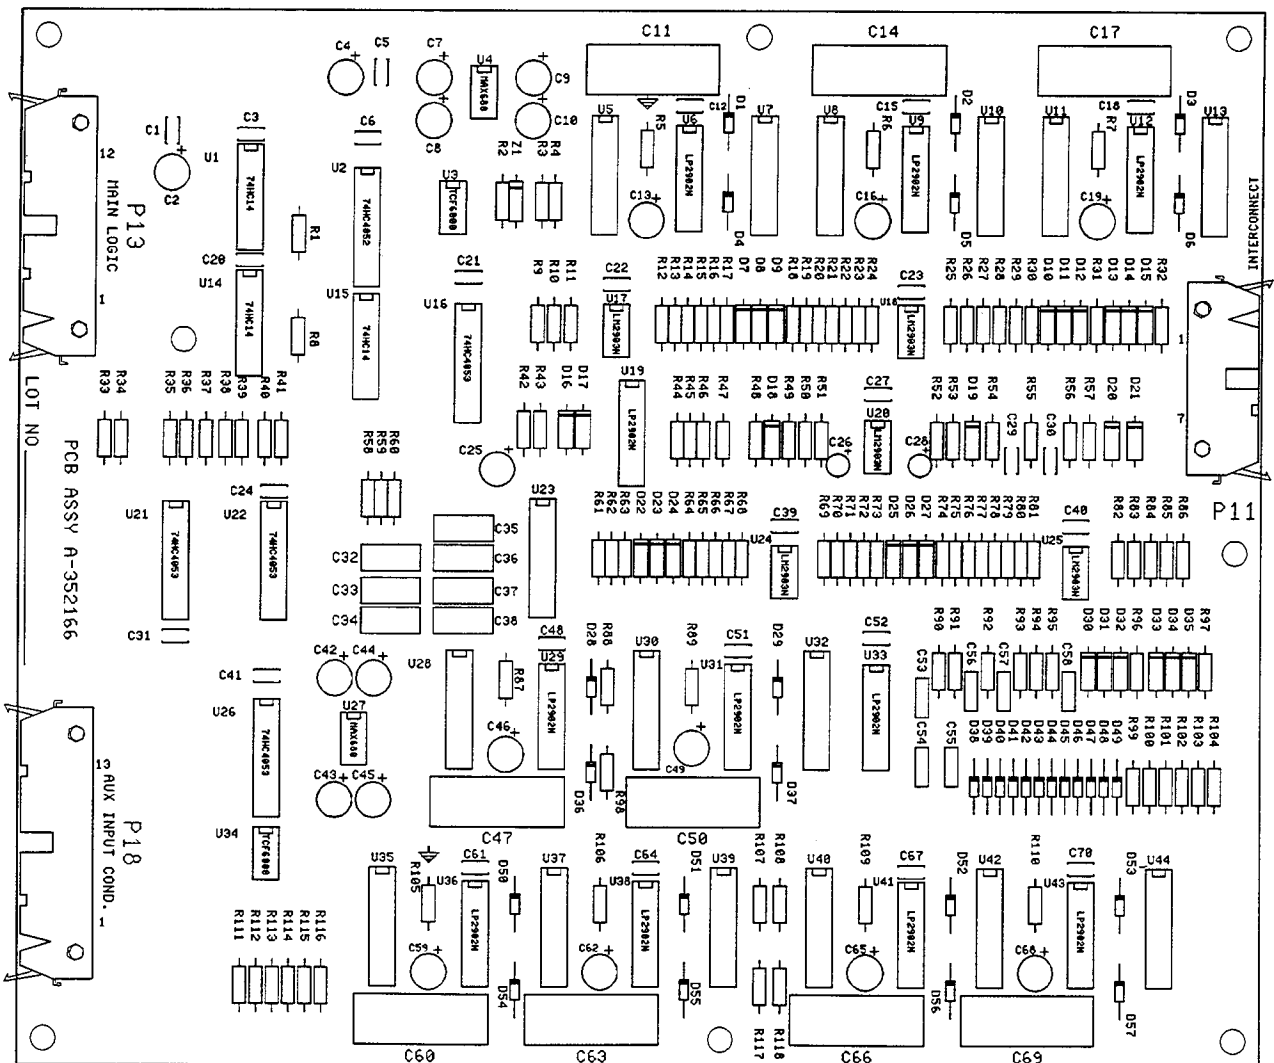 C11
C14
C17
C4
C5
C7
U4
MAX680
C9
C10
C8
C1
C2
C3
C6
U1
74HC14
U2
74HC4052
U3
TCF6000
R2
Z1
R3
R4
U5
R5
C12
U6
LP2902N
C13
D1
D4
U7
U8
R6
C15
U9
LP2902N
C16
D2
D5
U10
U11
R7
C18
U12
LP2902N
C19
D3
D6
U13
INTERCONNECT
12
P13
MAIN LOGIC
1
R1
C20
U14
74HC14
R8
U15
74HC14
C21
U16
74HC4053
R9
R10
R11
C22
U17
LM2903N
R12
R13
R14
R15
R16
R17
D7
D8
D9
R18
R19
R20
R21
R22
R23
R24
C23
U18
LM2903N
R25
R26
R27
R28
R29
R30
D10
D11
D12
R31
D13
D14
D15
R32
1
7
P11
LOT NO
R33
R34
R35
R36
R37
R38
R39
R40
R41
R42
R43
D16
D17
U19
LP2902N
R44
R45
R46
R47
R48
D18
R49
R50
R51
C27
U20
LM2903N
C26
C28
R52
R53
D19
R54
C29
R55
C30
R56
R57
D20
D21
PCB ASSY A-352166
R58
R59
R60
C25
C24
U21
74HC4053
U22
74HC4053
C31
U23
C35
C32
C36
C33
C37
C34
C38
R61
R62
R63
D22
D23
D24
R64
R65
R66
R67
R68
C39
U24
LM2903N
R69
R70
R71
R72
R73
D25
D26
D27
R74
R75
R76
R77
R78
R79
R80
R81
C40
U25
LM2903N
R82
R83
R84
R85
R86
C41
C42
C44
U26
74HC4053
U27
MAX680
C43
C45
U28
R87
C48
U29
LP2902N
C46
D28
R88
D36
R98
U30
R89
U31
C51
LP2902N
C49
D29
D37
U32
C52
U33
LP2902N
C53
C54
C55
R90
R91
C56
R92
C57
R93
R94
R95
C58
D30
D31
D32
R96
D33
D34
D35
R97
D38
D39
D40
D41
D42
D43
D44
D45
D46
D47
D48
D49
R99
R100
R101
R102
R103
R104
13
P18
AUX INPUT COND.
1
C47
C50
U34
TCF6000
R111
R112
R113
R114
R115
R116
U35
R105
C61
U36
LP2902N
C59
D50
D54
U37
R106
C64
U38
LP2902N
C62
D51
D55
U39
R107
R108
R117
R118
U40
R109
C67
U41
LP2902N
C65
D52
D56
U42
R110
C70
U43
LP2902N
C68
D53
D57
U44
C60
C63
C66
C69